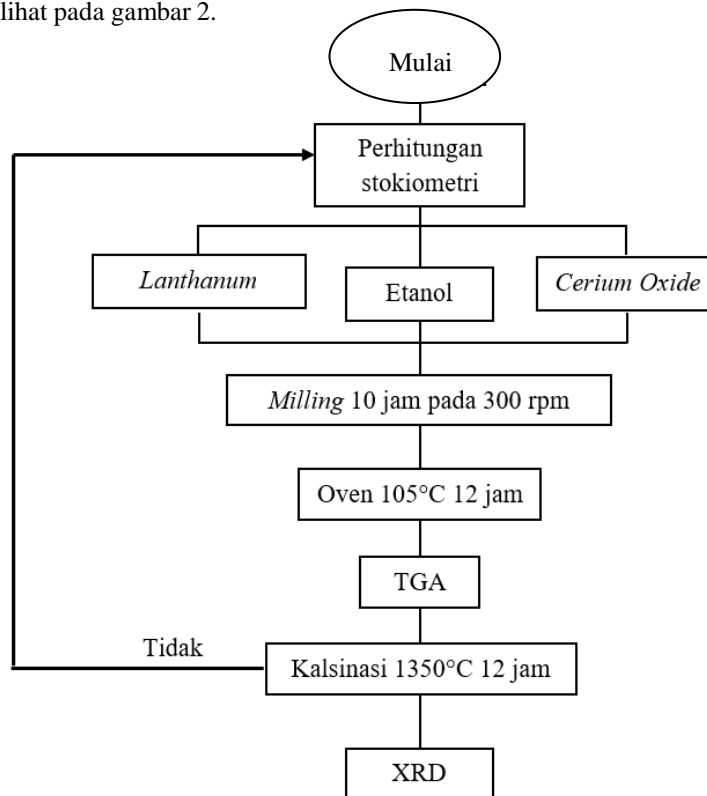 lihat pada gambar 2.
Mulai
Perhitungan
stokiometri
Lanthanum
Etanol
Cerium Oxide
Milling 10 jam pada 300 rpm
Oven 105°C 12 jam
TGA
Tidak
Kalsinasi 1350°C 12 jam
XRD